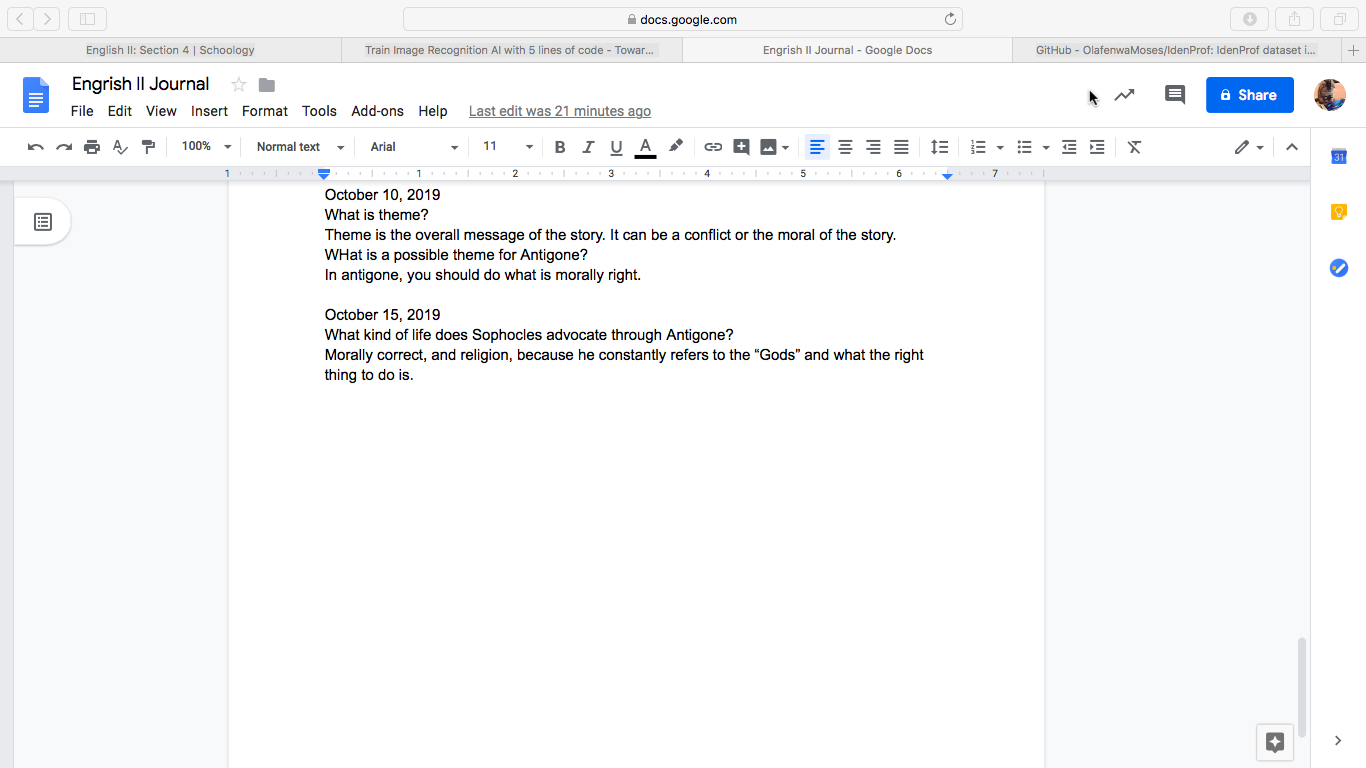 docs.google.com
English II: Section 4 | Schoology
Train Image Recognition AI with 5 lines of code - Towar...
Engrish II Journal - Google Docs
GitHub - OlafenwaMoses/IdenProf: IdenProf dataset i...
Engrish II Journal
File Edit View Insert Format Tools Add-ons Help Last edit was 21 minutes ago
Share
100% Normal text Arial 11 B I U A
1 1 2 3 4 5 6 7
31
October 10, 2019
What is theme?
Theme is the overall message of the story. It can be a conflict or the moral of the story.
WHat is a possible theme for Antigone?
In antigone, you should do what is morally right.
October 15, 2019
What kind of life does Sophocles advocate through Antigone?
Morally correct, and religion, because he constantly refers to the “Gods” and what the right
thing to do is.